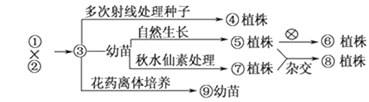 多次射线处理种子 ④植株
① 自然生长 ⑤植株 ⊗ ⑥ 植株
× ③ 幼苗
② 秋水仙素处理 ⑦植株 杂交 ⑧ 植株
花药离体培养 ⑨幼苗